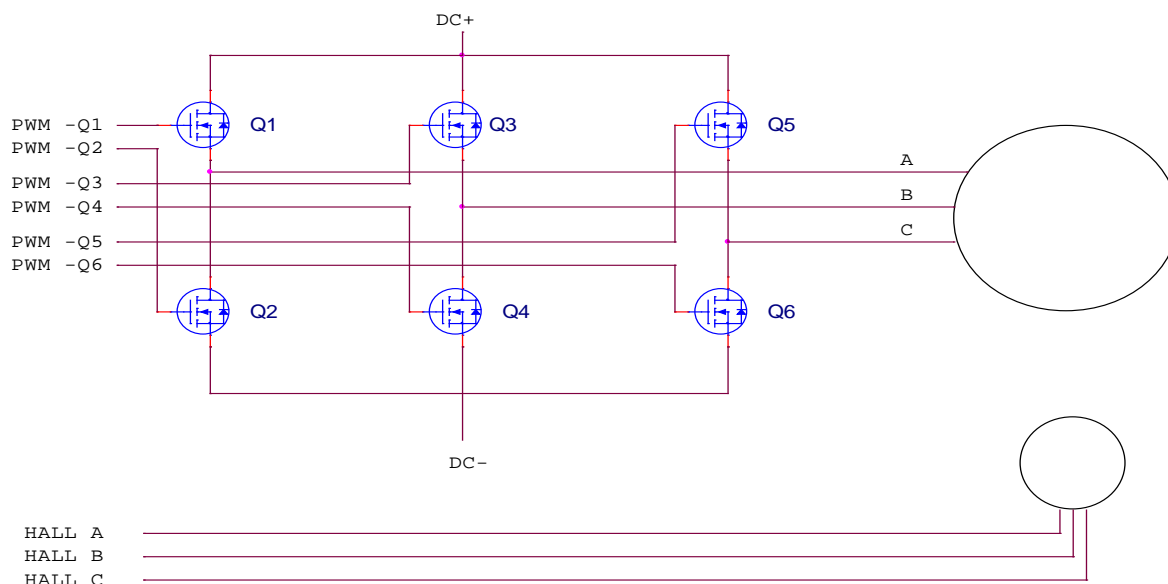 DC+
PWM -Q1
Q1
Q3
Q5
PWM -Q2
A
PWM -Q3
B
PWM -Q4
C
PWM -Q5
PWM -Q6
Q2
Q4
Q6
DC-
HALL A
HALL B
HALL C